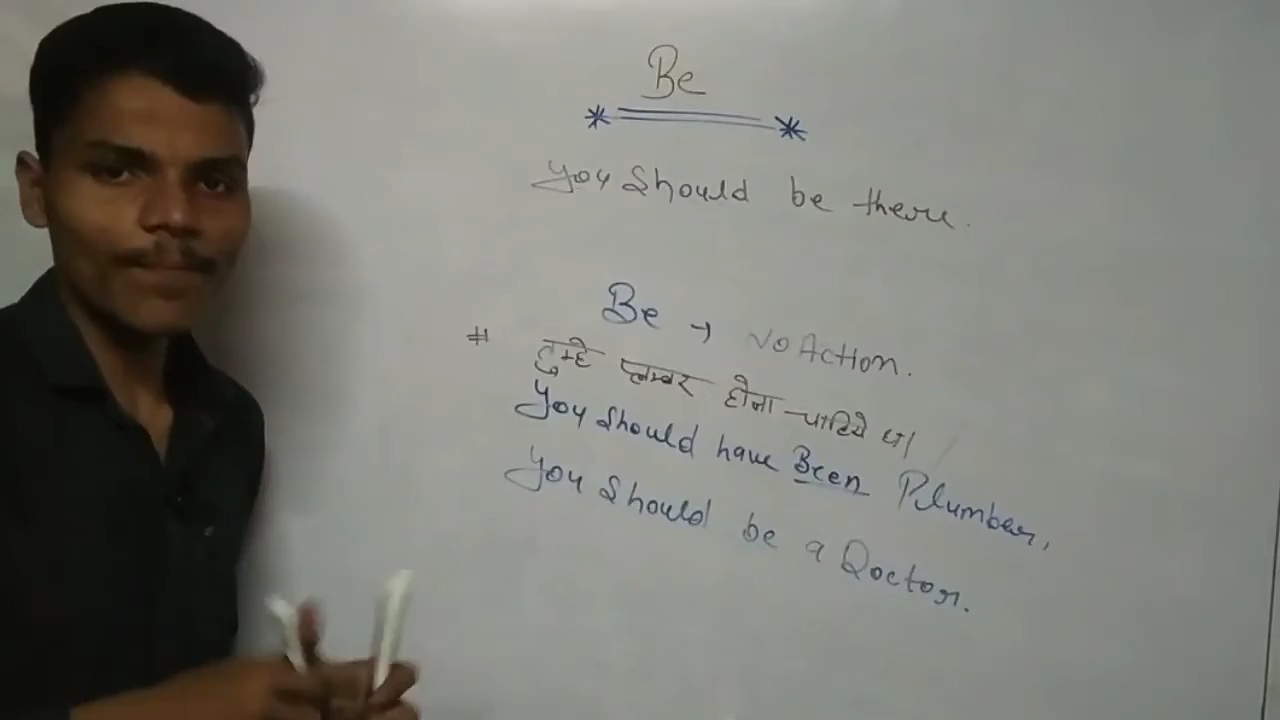 Be
You Should be there.
Be → No Action.
# तुम्हे प्लम्बर होना चाहिये था।
You Should have Been Plumber,
You Should be a Doctor.